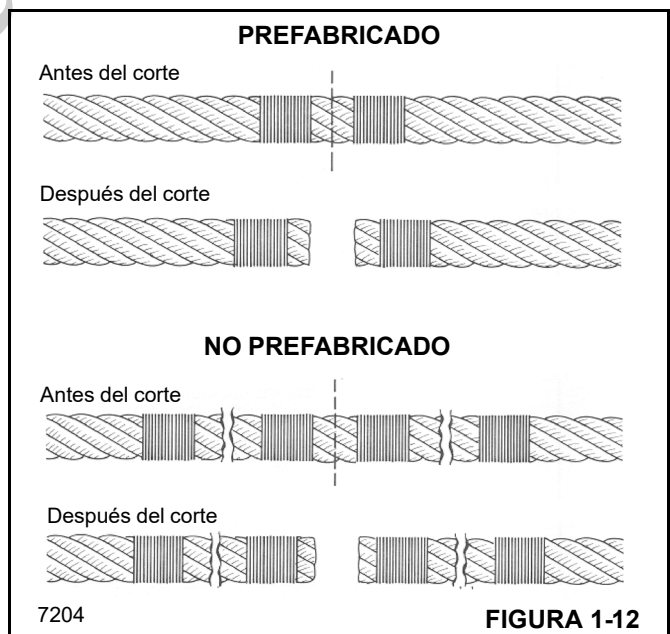 PREFABRICADO
Antes del corte
Después del corte
NO PREFABRICADO
Antes del corte
Después del corte
7204
FIGURA 1-12